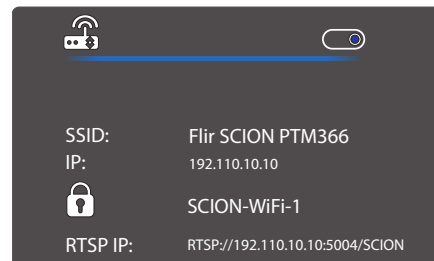 SSID: Flir SCION PTM366
IP: 192.110.10.10
SCION-WiFi-1
RTSP IP: RTSP://192.110.10.10:5004/SCION